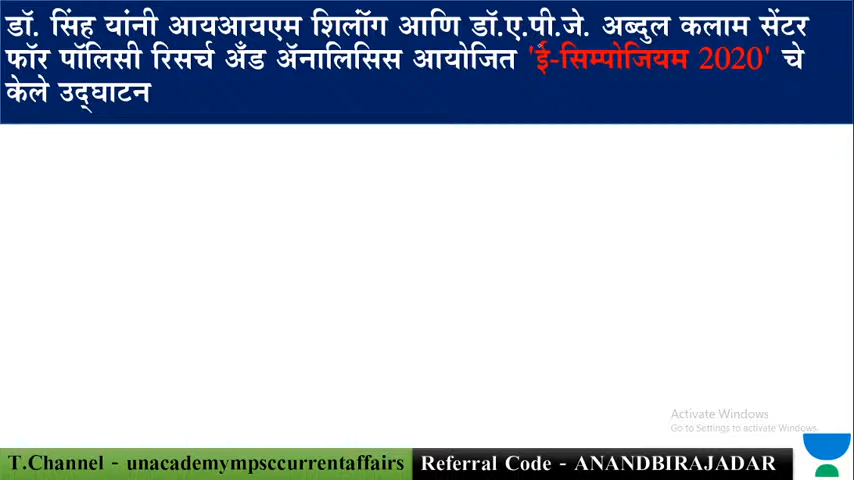 डॉ. सिंह यांनी आयआयएम शिलॉंग आणि डॉ.ए.पी.जे. अब्दुल कलाम सेंटर
फॉर पॉलिसी रिसर्च अँड ॲनालिसिस आयोजित 'ई-सिम्पोजियम 2020' चे
केले उद्‌घाटन
Activate Windows
Go to Settings to activate Windows.
T.Channel - unacademympsccurrentaffairs Referral Code - ANANDBIRAJADAR